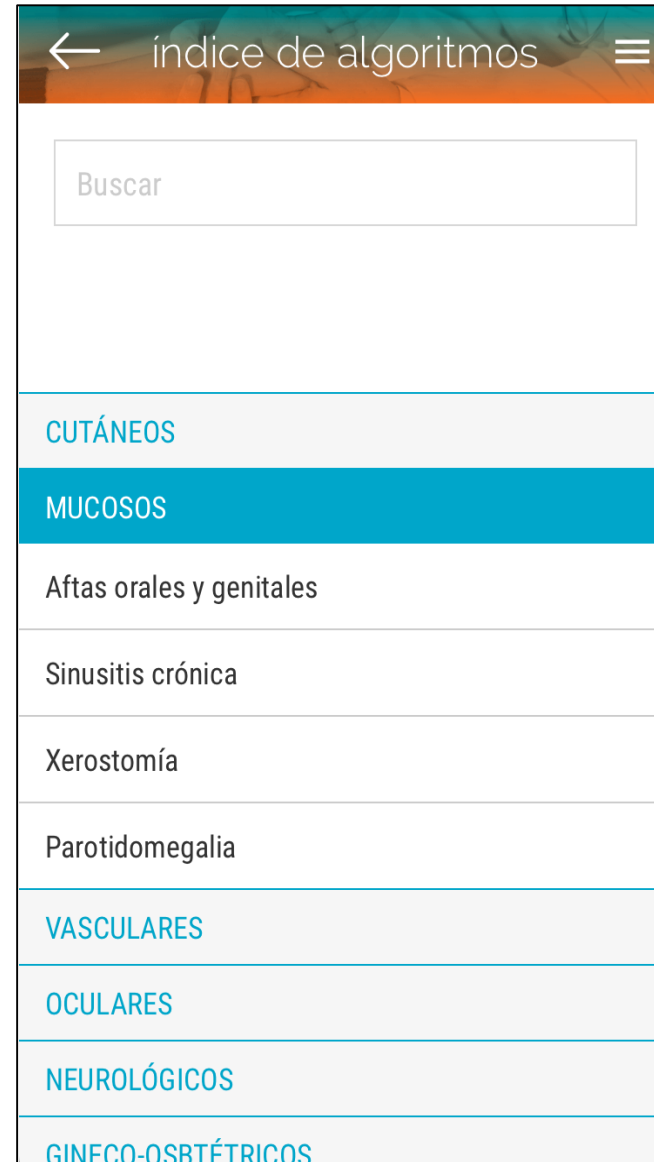 índice de algoritmos
Buscar
CUTÁNEOS
MUCOSOS
Aftas orales y genitales
Sinusitis crónica
Xerostomía
Parotidomegalia
VASCULARES
OCULARES
NEUROLÓGICOS
GINECO-OSBTÉTRICOS